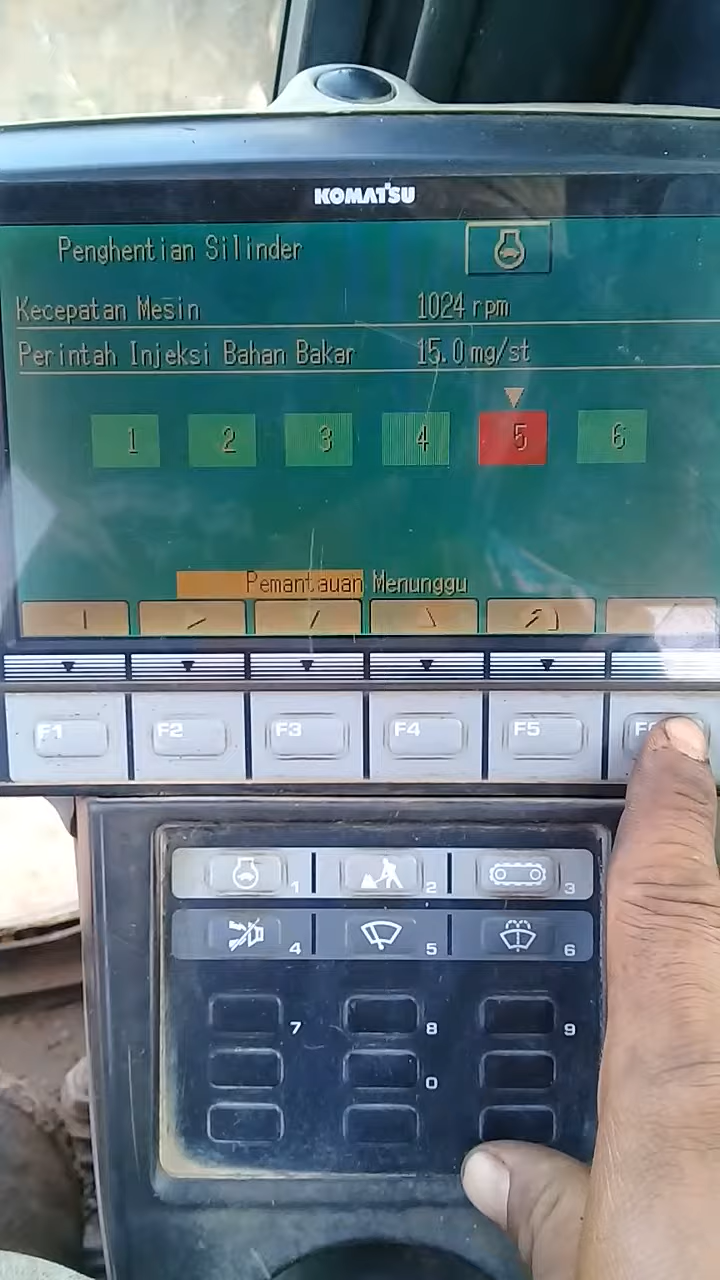 KOMATSU
Penghentian Silinder
Kecepatan Mesin 1024 rpm
Perintah Injeksi Bahan Bakar 15.0 mg/st
1 2 3 4 5 6
Pemantauan Menunggu
F1 F2 F3 F4 F5
1 2 3
4 5 6
7 8 9
0